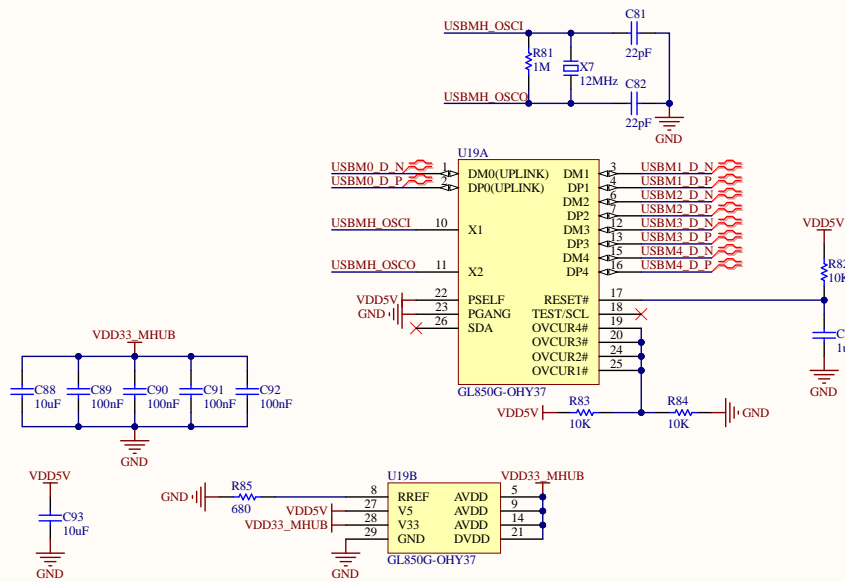 USBMH_OSCI
C81
22pF
R81
1M
X7
12MHz
USBMH_OSCO
C82
22pF
GND
U19A
USBM0_D_N 1 DM0(UPLINK) DM1 3 USBM1_D_N
USBM0_D_P 2 DP0(UPLINK) DP1 4 USBM1_D_P
DM2 6 USBM2_D_N
DP2 7 USBM2_D_P
USBMH_OSCI 10 X1 DM3 12 USBM3_D_N
DP3 13 USBM3_D_P
DM4 15 USBM4_D_N
USBMH_OSCO 11 X2 DP4 16 USBM4_D_P
VDD5V
R82
10K
C
1u
GND
VDD5V 22 PSELF RESET# 17
GND 23 PGANG TEST/SCL 18
26 SDA OVCUR4# 19
OVCUR3# 20
OVCUR2# 24
OVCUR1# 25
GL850G-OHY37
VDD5V R83 10K R84 10K GND
VDD33_MHUB
C88 10uF
C89 100nF
C90 100nF
C91 100nF
C92 100nF
GND
VDD5V
C93
10uF
GND
U19B
VDD33_MHUB
GND R85 680 8 RREF AVDD 5
VDD5V 27 V5 AVDD 9
VDD33_MHUB 28 V33 AVDD 14
29 GND DVDD 21
GL850G-OHY37
GND